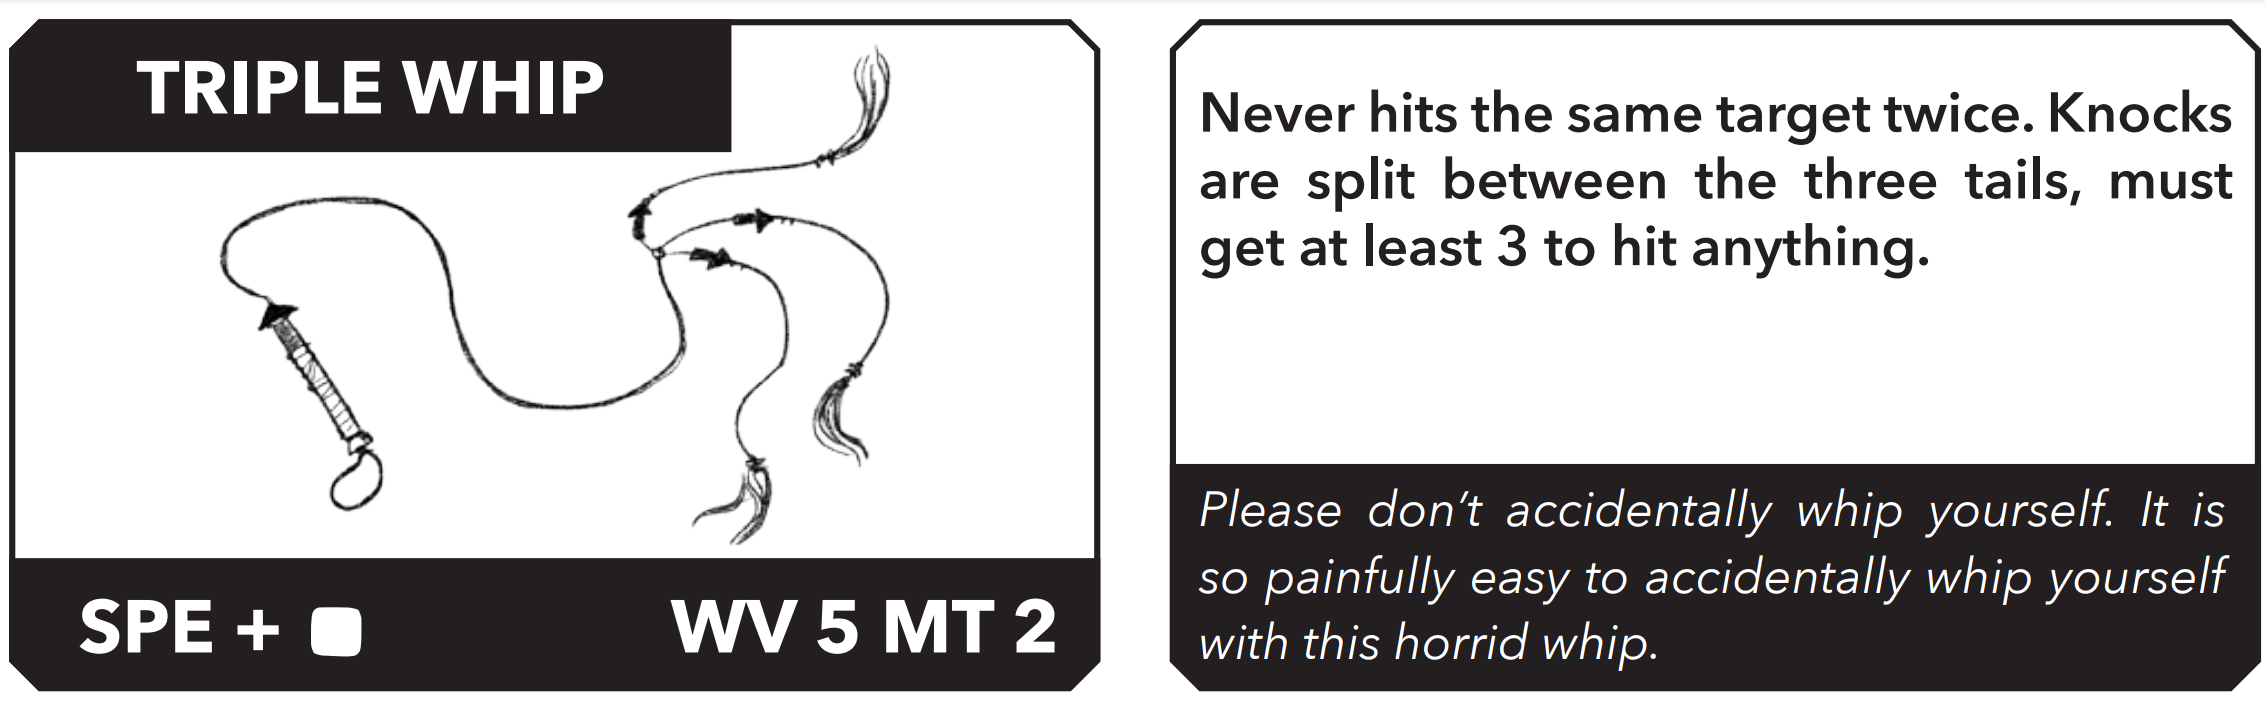 TRIPLE WHIP
SPE +
WV 5 MT 2
Never hits the same target twice. Knocks
are split between the three tails, must
get at least 3 to hit anything.
Please don’t accidentally whip yourself. It is
so painfully easy to accidentally whip yourself
with this horrid whip.